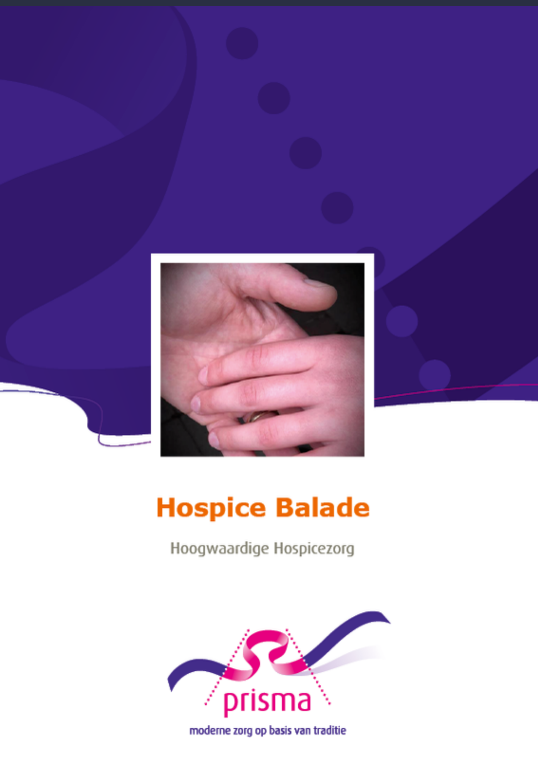 Hospice Balade
Hoogwaardige Hospicezorg
prisma
moderne zorg op basis van traditie